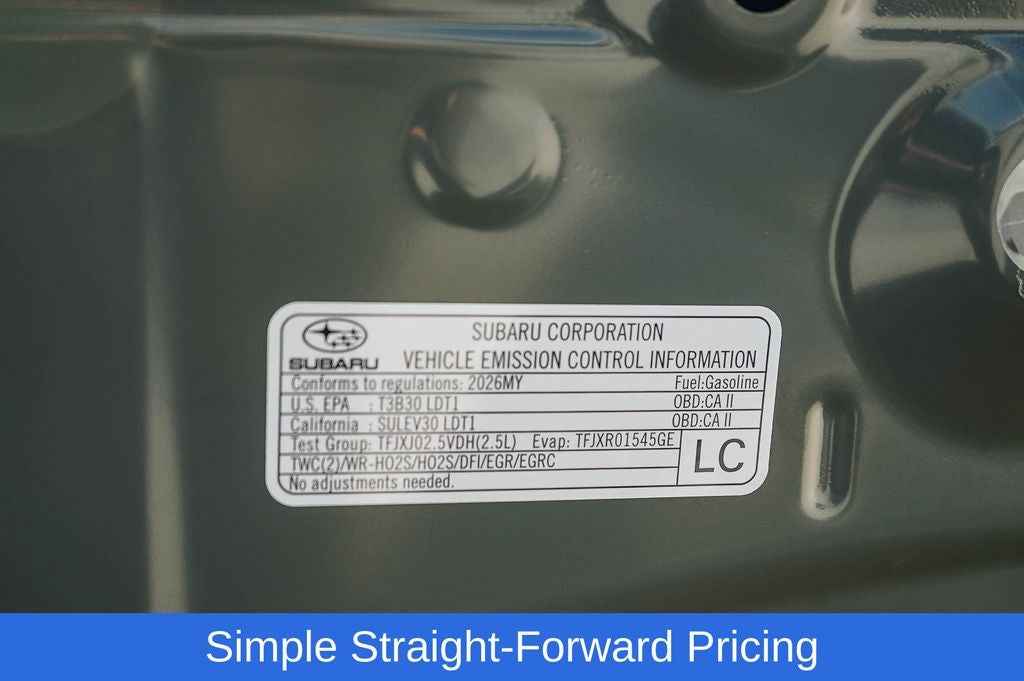 SUBARU CORPORATION
SUBARU VEHICLE EMISSION CONTROL INFORMATION
Conforms to regulations: 2026MY Fuel:Gasoline
U.S. EPA : T3B30 LDT1 OBD:CA II
California : SULEV30 LDT1 OBD:CA II
Test Group: TFJXJ02.5VDH(2.5L) Evap: TFJXR01545GE
TWC(2)/WR-HO2S/HO2S/DFI/EGR/EGRC
LC
No adjustments needed.
Simple Straight-Forward Pricing